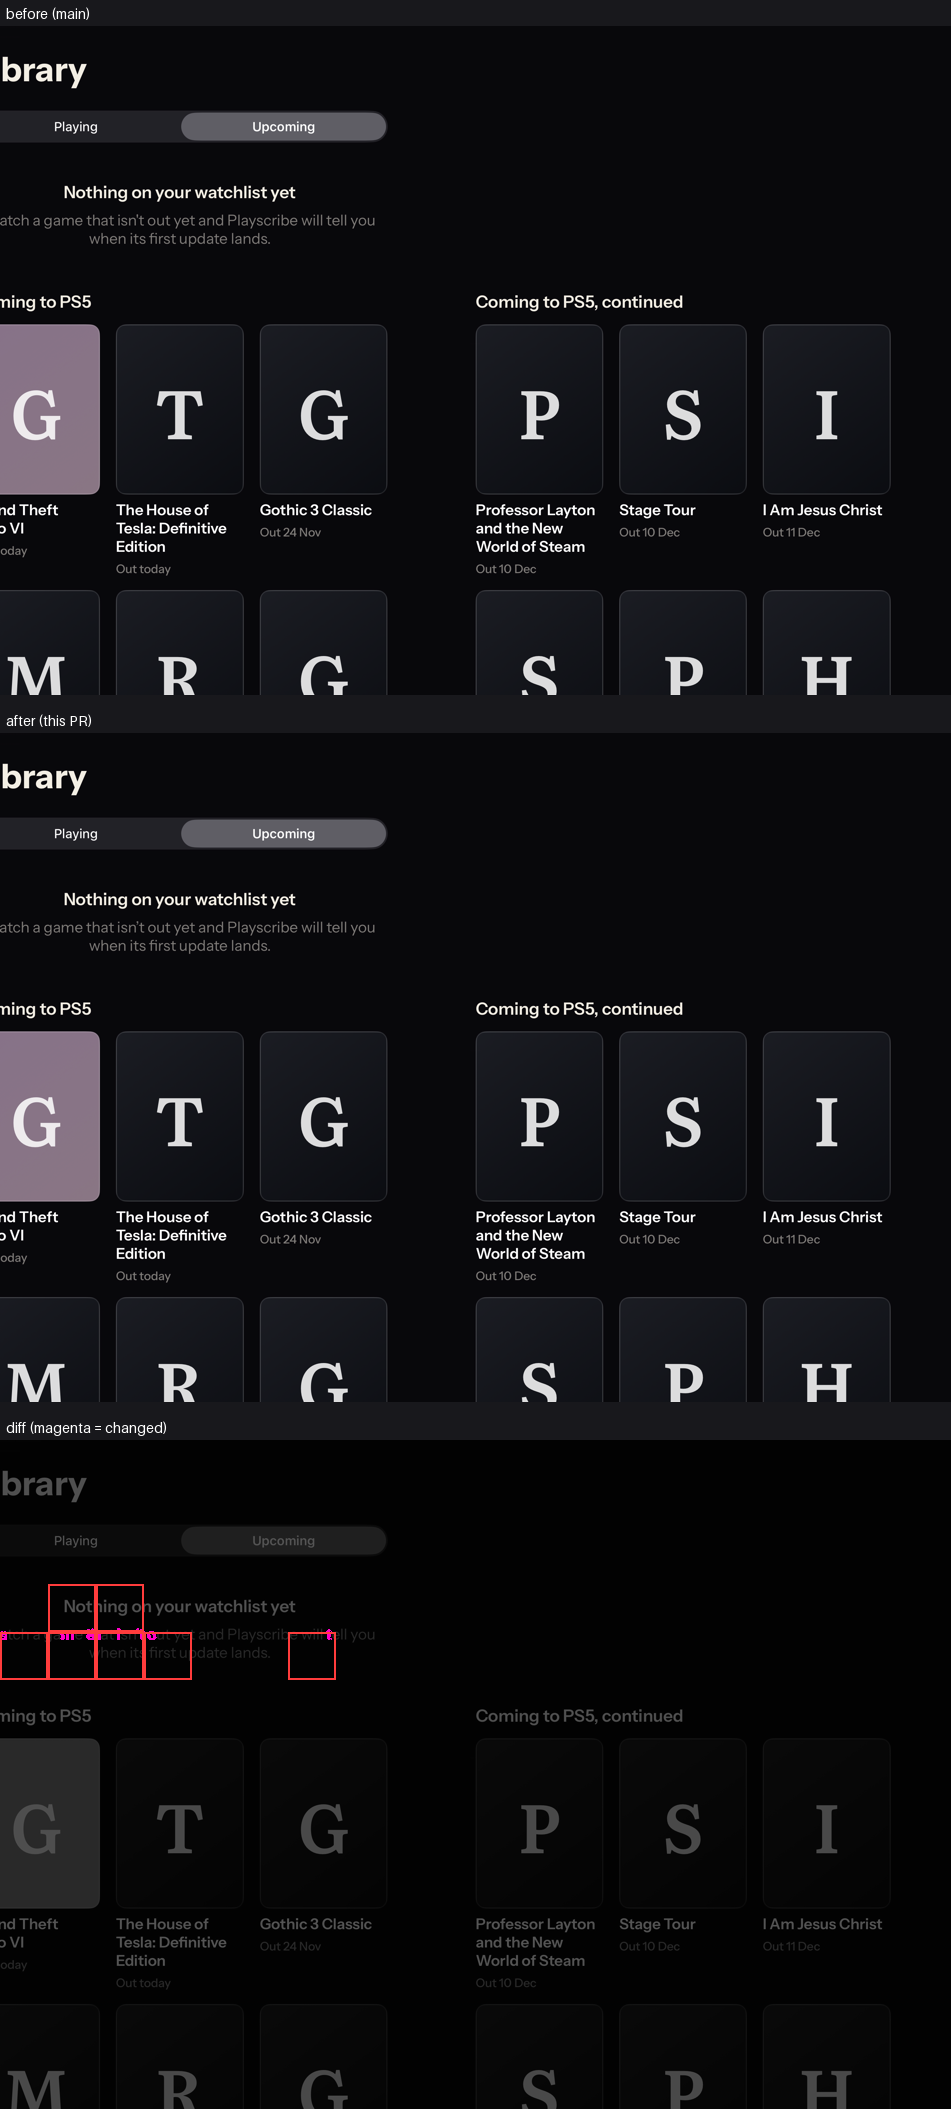 before (main)
brary
Playing Upcoming
Nothing on your watchlist yet
atch a game that isn't out yet and Playscribe will tell you
when its first update lands.
ming to PS5 Coming to PS5, continued
G T G P S I
nd Theft The House of Gothic 3 Classic Professor Layton Stage Tour I Am Jesus Christ
o VI Tesla: Definitive Out 24 Nov and the New Out 10 Dec Out 11 Dec
oday Edition World of Steam
Out today Out 10 Dec
M R G S P H
after (this PR)
brary
Playing Upcoming
Nothing on your watchlist yet
atch a game that isn’t out yet and Playscribe will tell you
when its first update lands.
ming to PS5 Coming to PS5, continued
G T G P S I
nd Theft The House of Gothic 3 Classic Professor Layton Stage Tour I Am Jesus Christ
o VI Tesla: Definitive Out 24 Nov and the New Out 10 Dec Out 11 Dec
oday Edition World of Steam
Out today Out 10 Dec
M R G S P H
diff (magenta = changed)
brary
Playing Upcoming
Nothing on your watchlist yet
out yet and Playscribe will tell you
when its first update lands.
ming to PS5 Coming to PS5, continued
G T G P S I
nd Theft The House of Gothic 3 Classic Professor Layton Stage Tour I Am Jesus Christ
o VI Tesla: Definitive Out 24 Nov and the New Out 10 Dec Out 11 Dec
oday Edition World of Steam
Out today Out 10 Dec
M R G S P H